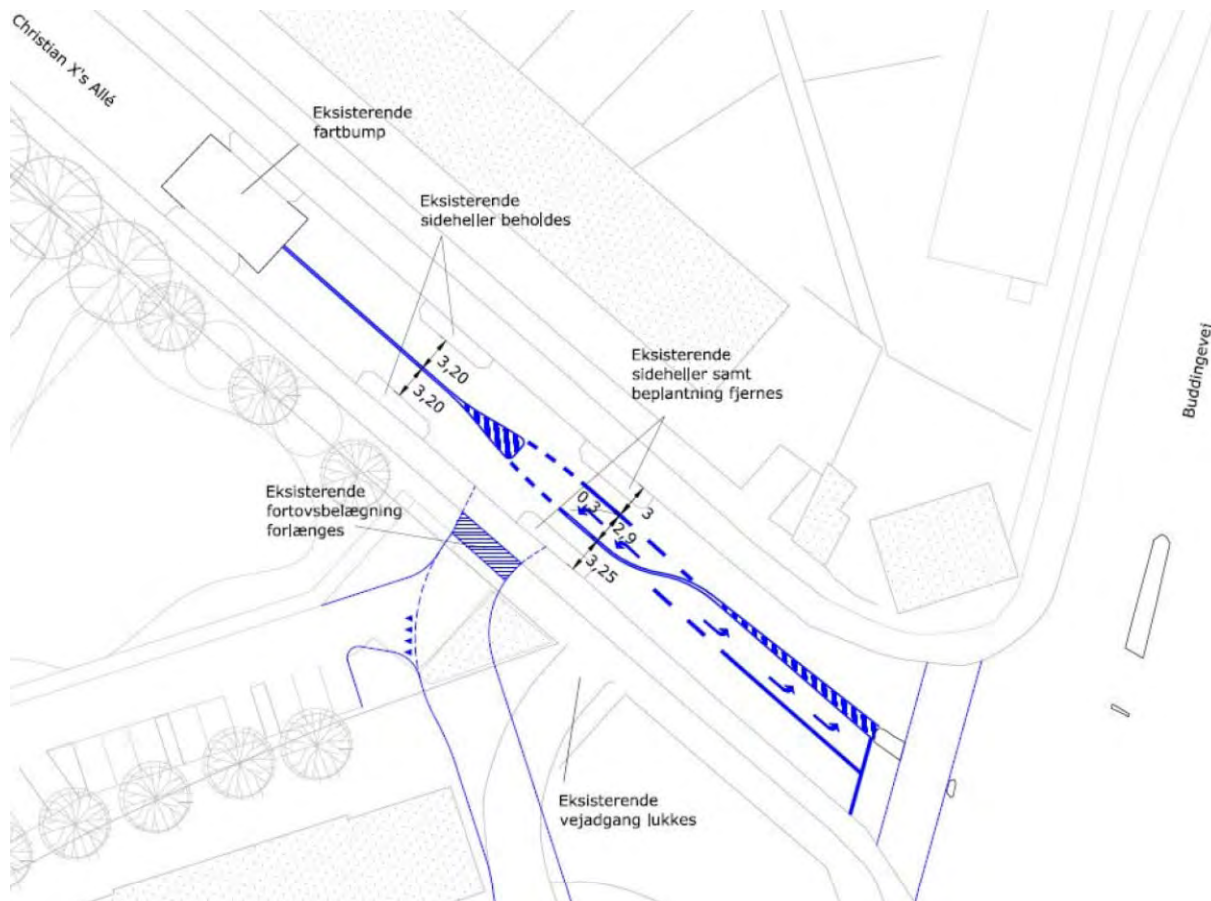 Christian X's Allé
Eksisterende
fartbump
Eksisterende
sideheller beholdes
3,20
3,20
Eksisterende
sideheller samt
beplantning fjernes
Buddingevej
Eksisterende
fortovsbelægning
forlænges
0,3
3
2,9
3,25
Eksisterende
vejadgang lukkes